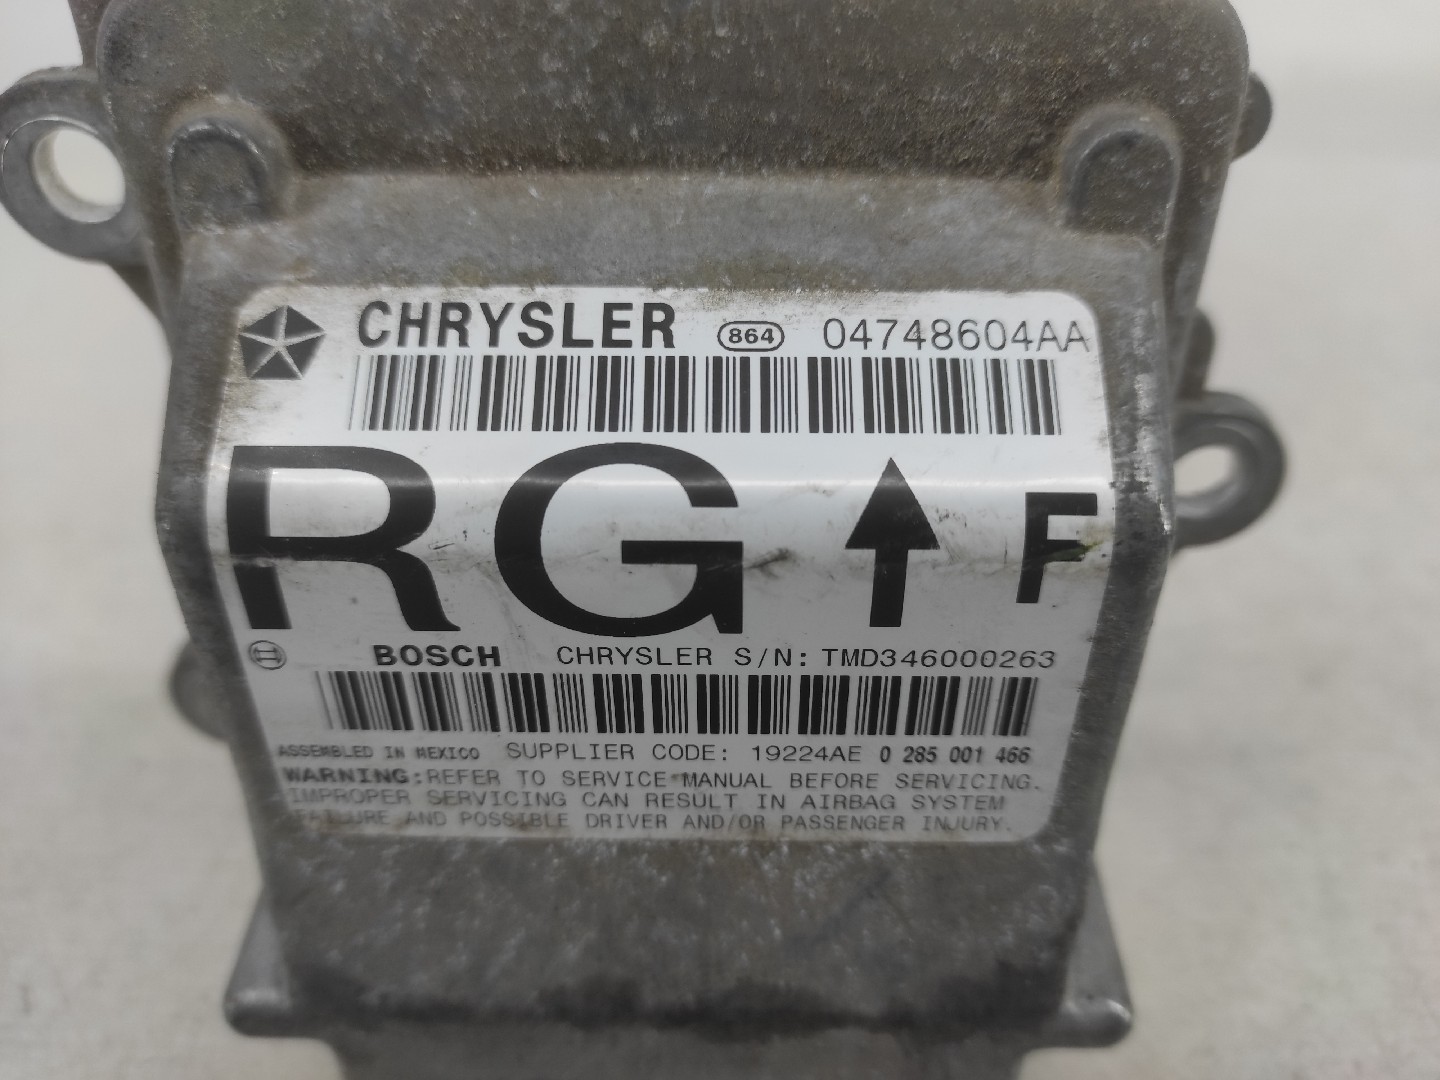 CHRYSLER 864 04748604AA
RG F
BOSCH CHRYSLER S/N: TMD346000263
ASSEMBLED IN MEXICO SUPPLIER CODE: 19224AE 0 285 001 466
WARNING:REFER TO SERVICE MANUAL BEFORE SERVICING.
IMPROPER SERVICING CAN RESULT IN AIRBAG SYSTEM
FAILURE AND POSSIBLE DRIVER AND/OR PASSENGER INJURY.